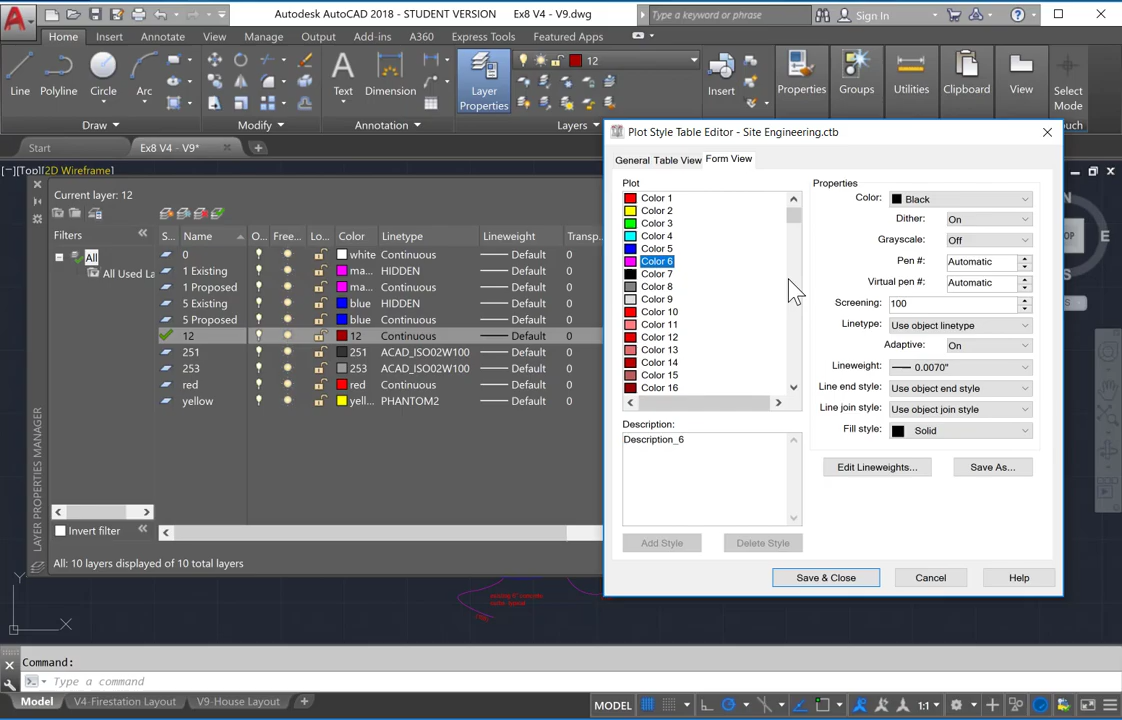 Autodesk AutoCAD 2018 - STUDENT VERSION Ex8 V4 - V9.dwg Type a keyword or phrase Sign In
Home Insert Annotate View Manage Output Add-ins A360 Express Tools Featured Apps
Line Polyline Circle Arc Text Dimension Layer Properties 12 Insert Properties Groups Utilities Clipboard View Select Mode
Draw Modify Annotation Layers Touch
Start Ex8 V4 - V9*
[−][Top][2D Wireframe]
Current layer: 12
Filters S... Name O... Free... Lo... Color Linetype Lineweight Transp...
All 0 white Continuous Default 0
All Used La 1 Existing ma... HIDDEN Default 0
1 Proposed ma... Continuous Default 0
5 Existing blue HIDDEN Default 0
5 Proposed blue Continuous Default 0
12 12 Continuous Default 0
251 251 ACAD_ISO02W100 Default 0
253 253 ACAD_ISO02W100 Default 0
red red Continuous Default 0
yellow yell... PHANTOM2 Default 0
Invert filter
All: 10 layers displayed of 10 total layers
LAYER PROPERTIES MANAGER
Plot Style Table Editor - Site Engineering.ctb
General Table View Form View
Plot
Color 1
Color 2
Color 3
Color 4
Color 5
Color 6
Color 7
Color 8
Color 9
Color 10
Color 11
Color 12
Color 13
Color 14
Color 15
Color 16
Description:
Description_6
Add Style Delete Style
Properties
Color: Black
Dither: On
Grayscale: Off
Pen #: Automatic
Virtual pen #: Automatic
Screening: 100
Linetype: Use object linetype
Adaptive: On
Lineweight: 0.0070"
Line end style: Use object end style
Line join style: Use object join style
Fill style: Solid
Edit Lineweights... Save As...
Save & Close Cancel Help
N
OP E
S
Y
X
Command:
Type a command
Model V4-Firestation Layout V9-House Layout
MODEL 1:1